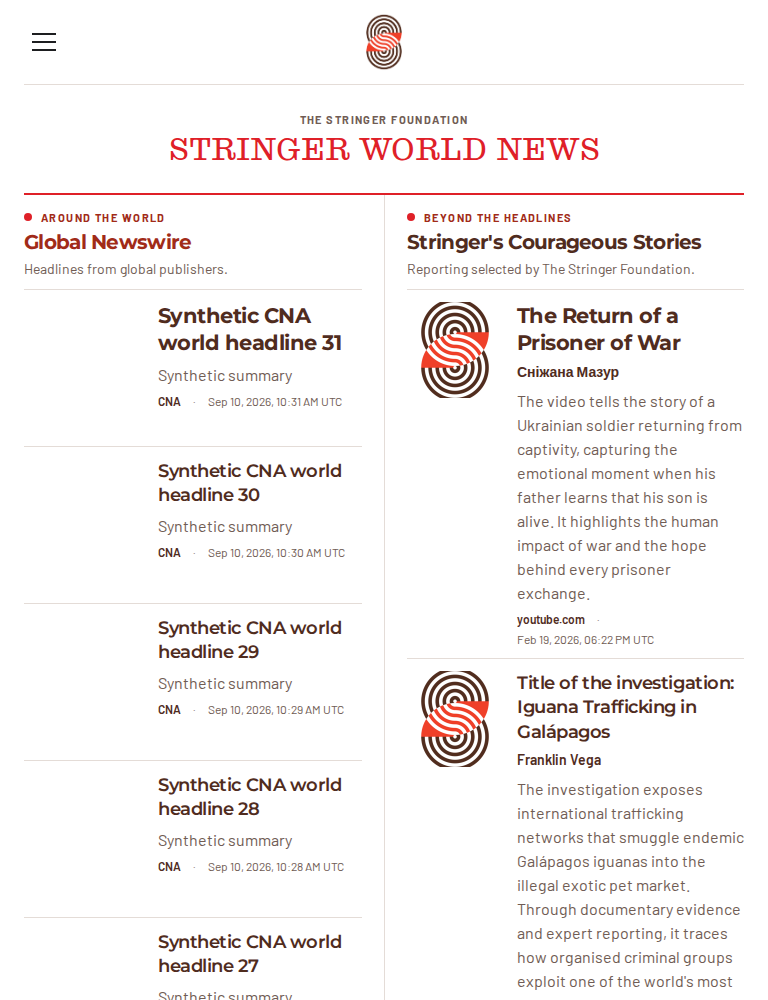 THE STRINGER FOUNDATION
STRINGER WORLD NEWS
AROUND THE WORLD
Global Newswire
Headlines from global publishers.
Synthetic CNA
world headline 31
Synthetic summary
CNA · Sep 10, 2026, 10:31 AM UTC
Synthetic CNA world
headline 30
Synthetic summary
CNA · Sep 10, 2026, 10:30 AM UTC
Synthetic CNA world
headline 29
Synthetic summary
CNA · Sep 10, 2026, 10:29 AM UTC
Synthetic CNA world
headline 28
Synthetic summary
CNA · Sep 10, 2026, 10:28 AM UTC
Synthetic CNA world
headline 27
Synthetic summary
BEYOND THE HEADLINES
Stringer's Courageous Stories
Reporting selected by The Stringer Foundation.
The Return of a
Prisoner of War
Сніжана Мазур
The video tells the story of a
Ukrainian soldier returning from
captivity, capturing the
emotional moment when his
father learns that his son is
alive. It highlights the human
impact of war and the hope
behind every prisoner
exchange.
youtube.com ·
Feb 19, 2026, 06:22 PM UTC
Title of the investigation:
Iguana Trafficking in
Galápagos
Franklin Vega
The investigation exposes
international trafficking
networks that smuggle endemic
Galápagos iguanas into the
illegal exotic pet market.
Through documentary evidence
and expert reporting, it traces
how organised criminal groups
exploit one of the world's most